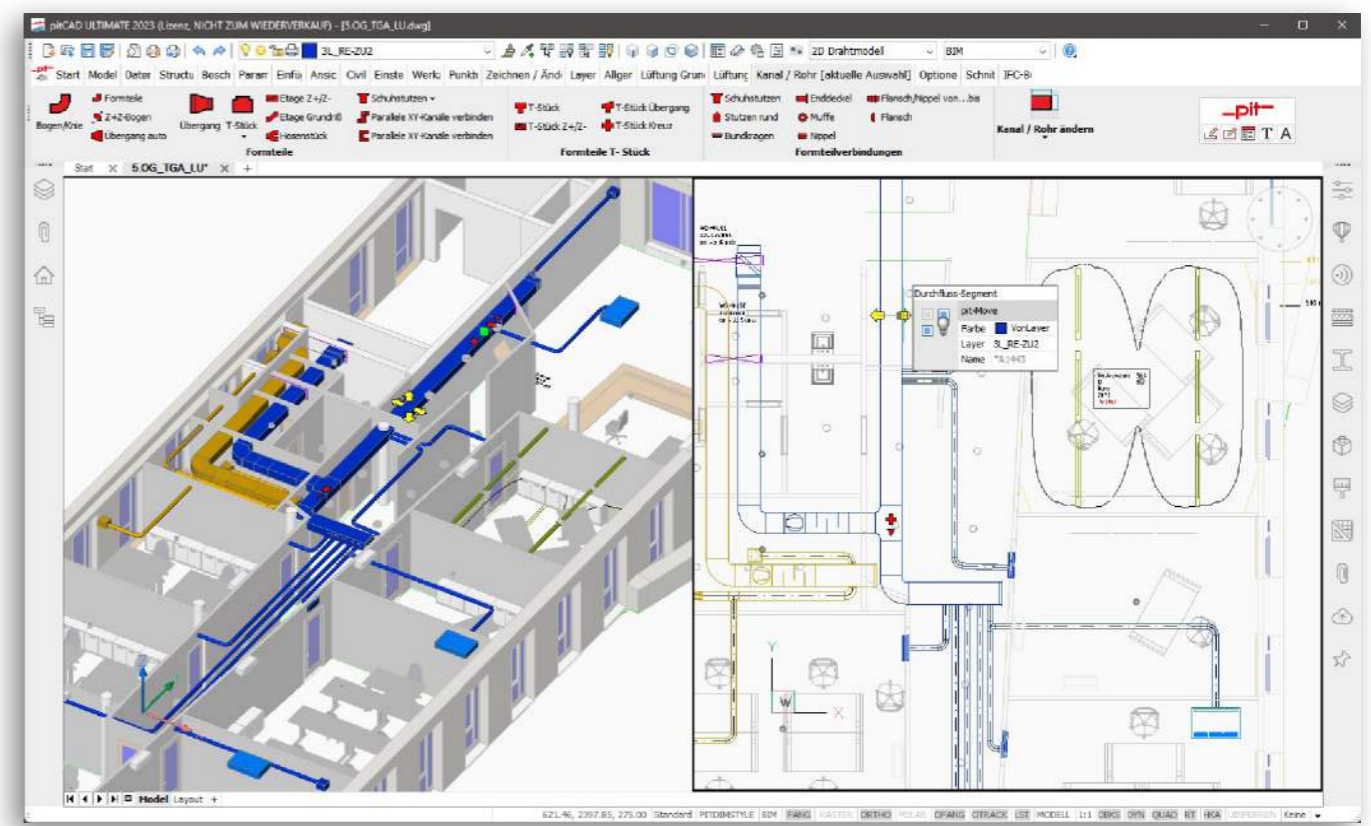 pitCAD ULTIMATE 2023 (Lizenz, NICHT ZUM WIEDERVERKAUF) - [5.OG_TGA_LU.dwg]
3L_RE-ZU2
2D Drahtmodell
BIM
-pit- Start Model Dater Structu Besch Param Einfü Ansic Civil Einste Werkz Punkt Zeichnen / Änd Layer Allger Lüftung Grun Lüftung Kanal / Rohr [aktuelle Auswahl] Optione Schnit IFC-B
Bogen/Knie
Formteile
Z+Z-Bogen
Übergang auto
Übergang
T-Stück
Etage Z+/Z-
Etage Grundriß
Hosenstück
Schuhstutzen
Parallele XY-Kanäle verbinden
Parallele XY-Kanäle verbinden
Formteile
T-Stück
T-Stück Z+/Z-
T-Stück Übergang
T-Stück Kreuz
Formteile T- Stück
Schuhstutzen
Stutzen rund
Bundkragen
Enddeckel
Muffe
Nippel
Flansch/Nippel von...bis
Flansch
Formteilverbindungen
Kanal / Rohr ändern
-pit-
T A
Start X 5.OG_TGA_LU* X +
Durchfluss-Segment
pit-Move
Farbe VonLayer
Layer 3L_RE-ZU2
Name
Y
W X
Model Layout +
621.46, 2397.85, 275.00 Standard PITDIMSTYLE BIM FANG RASTER ORTHO POLAR OFANG OTRACK LST MODELL 1:1 DBKS DYN QUAD RT HKA Keine